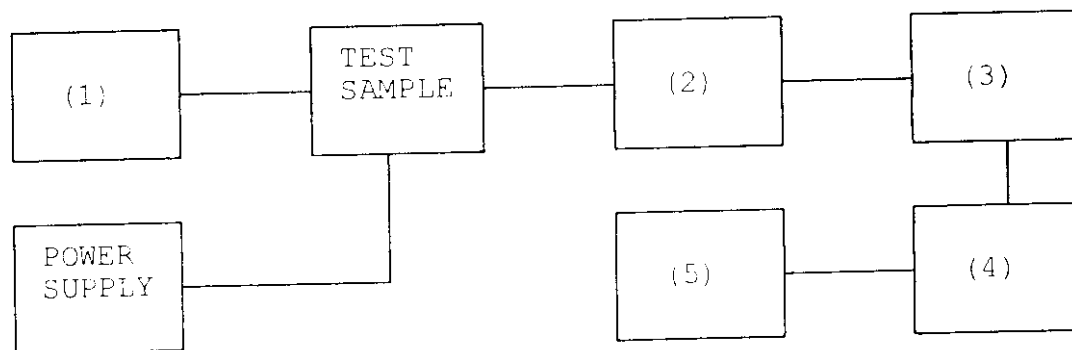 (1)
TEST
SAMPLE
(2)
(3)
POWER
SUPPLY
(5)
(4)